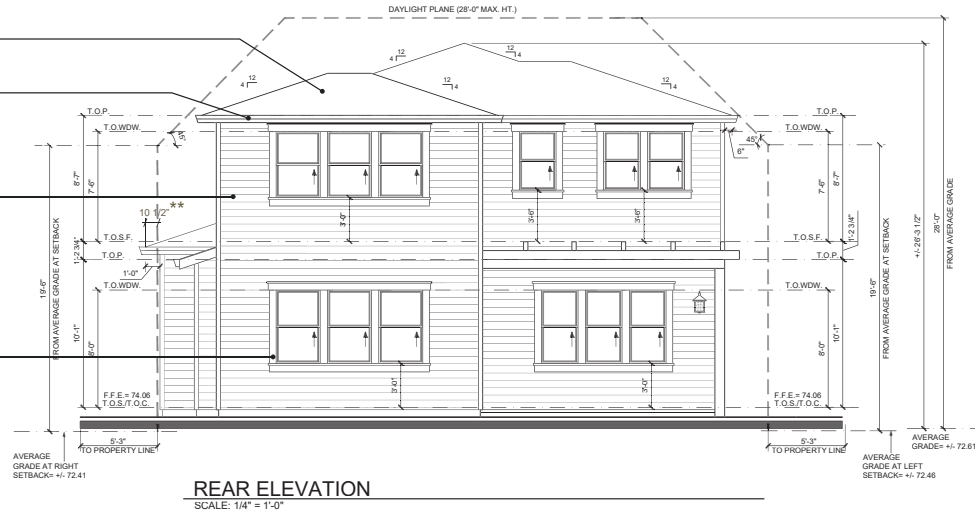 DAYLIGHT PLANE (28'-0" MAX. HT.)
12
4
12
4
12
4
12
4
T.O.P.
T.O.WDW.
45°
8'-7"
7'-6"
10 1/2" **
T.O.S.F.
T.O.P.
1'-2 3/4"
1'-0"
T.O.WDW.
19'-6"
FROM AVERAGE GRADE AT SETBACK
10'-1"
8'-0"
F.F.E.= 74.06
T.O.S./T.O.C.
5'-3"
TO PROPERTY LINE
AVERAGE
GRADE AT RIGHT
SETBACK= +/- 72.41
3'-0"
3'-6"
3'-6"
3'-0"
3'-0"
T.O.P.
T.O.WDW.
45°
6"
7'-6"
8'-7"
T.O.S.F.
T.O.P.
1'-2 3/4"
T.O.WDW.
8'-0"
10'-1"
19'-6"
FROM AVERAGE GRADE AT SETBACK
+/- 26'-3 1/2"
28'-0"
FROM AVERAGE GRADE
F.F.E.= 74.06
T.O.S./T.O.C.
5'-3"
TO PROPERTY LINE
AVERAGE
GRADE AT LEFT
SETBACK= +/- 72.46
AVERAGE
GRADE= +/- 72.61
REAR ELEVATION
SCALE: 1/4" = 1'-0"